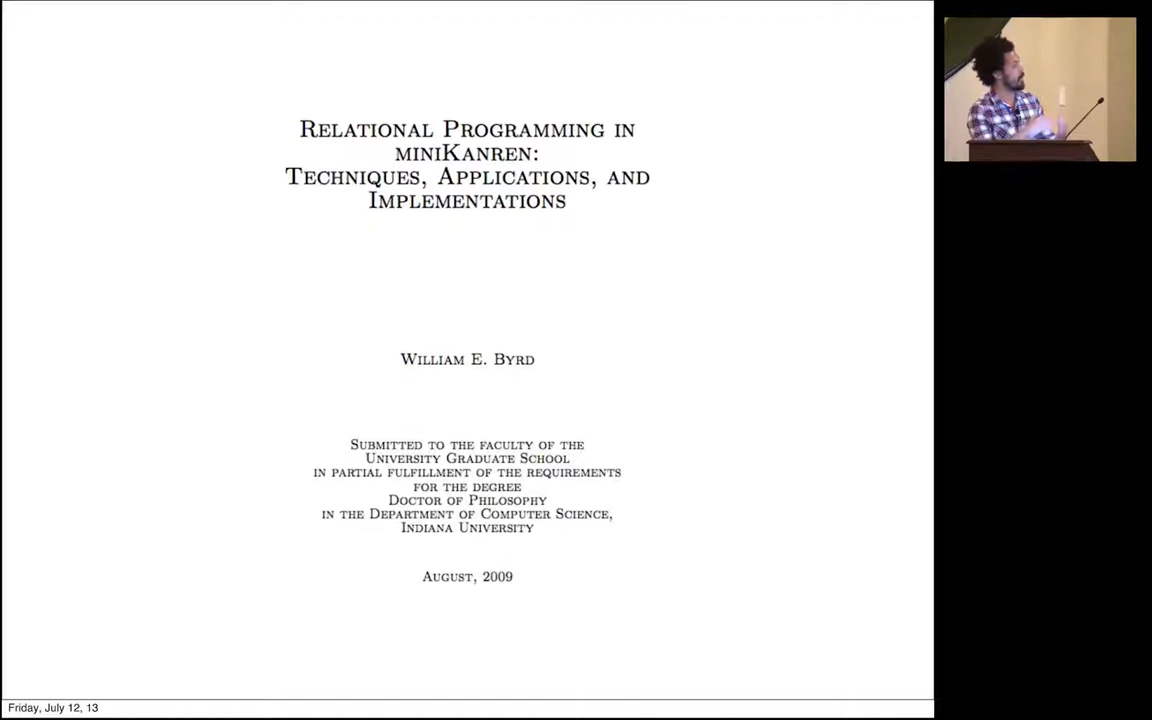 Relational Programming in
miniKanren:
Techniques, Applications, and
Implementations
William E. Byrd
Submitted to the faculty of the
University Graduate School
in partial fulfillment of the requirements
for the degree
Doctor of Philosophy
in the Department of Computer Science,
Indiana University
August, 2009
Friday, July 12, 13